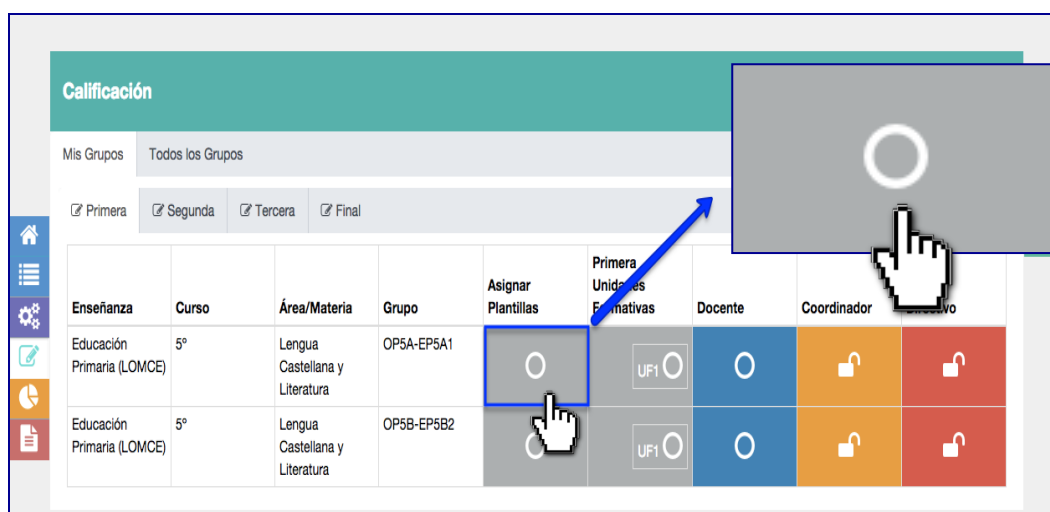 Calificación
Mis Grupos Todos los Grupos
Primera Segunda Tercera Final
Enseñanza Curso Área/Materia Grupo Asignar Plantillas Primera Unidades Formativas Docente Coordinador
Educación Primaria (LOMCE) 5º Lengua Castellana y Literatura OP5A-EP5A1 UF1
Educación Primaria (LOMCE) 5º Lengua Castellana y Literatura OP5B-EP5B2 UF1